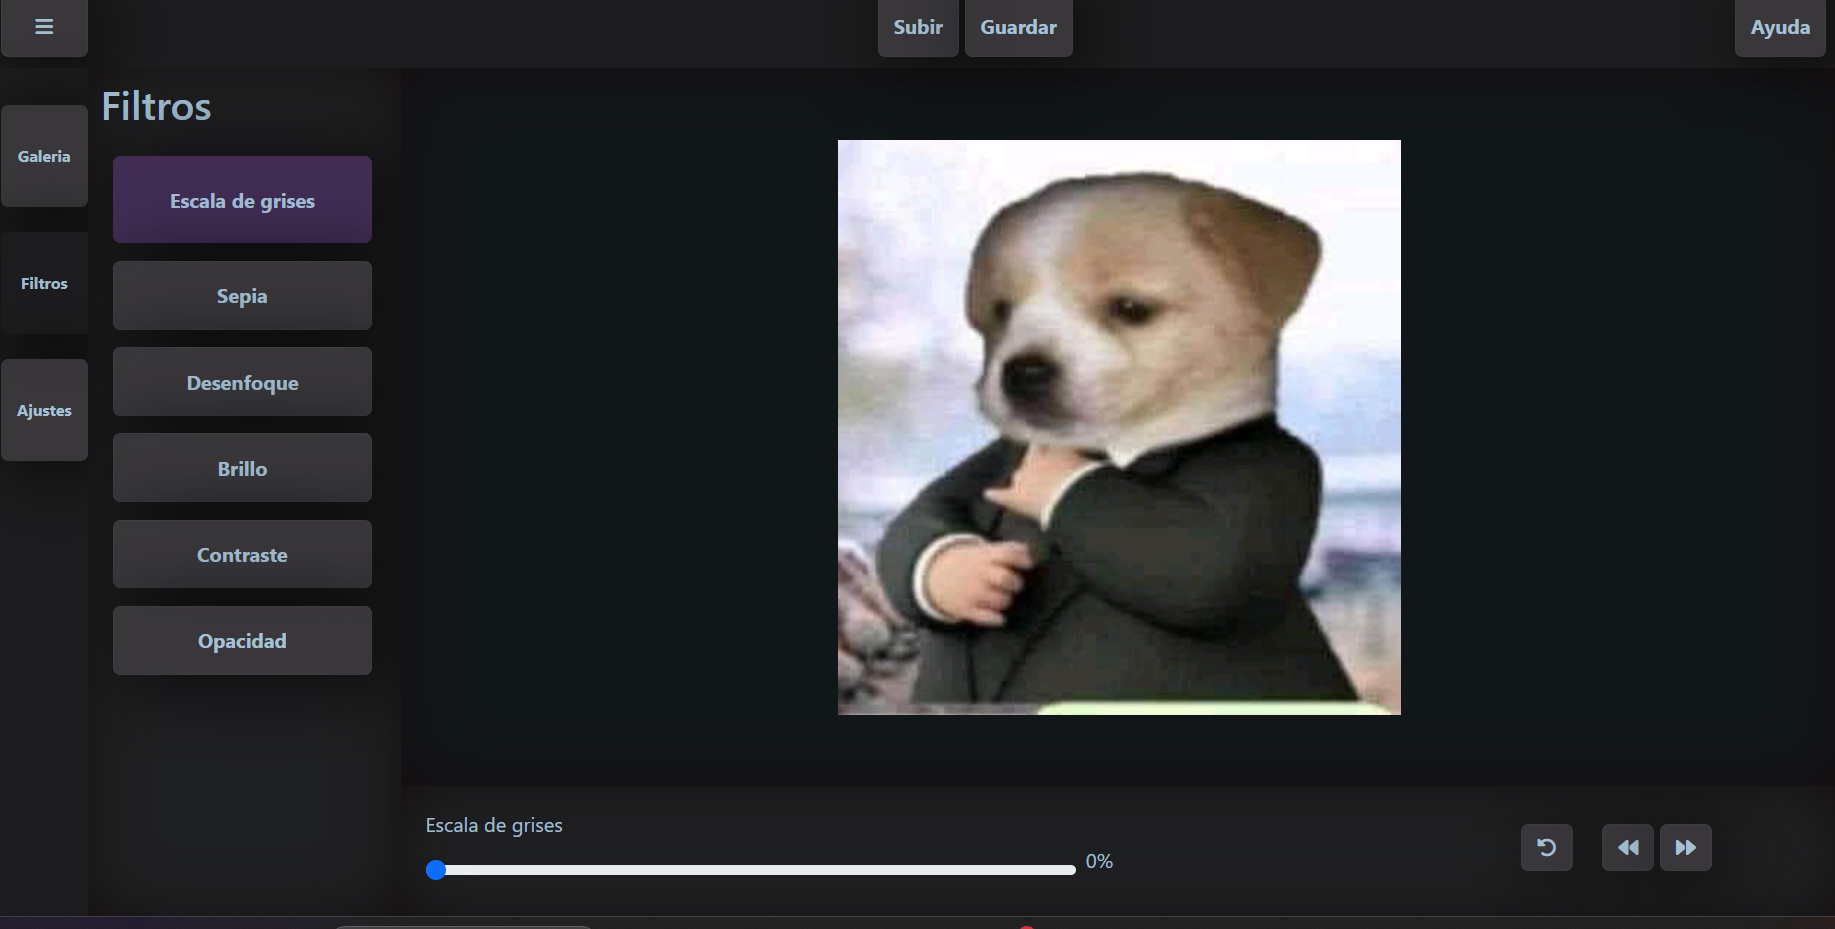 Subir
Guardar
Ayuda
Galeria
Filtros
Ajustes
Filtros
Escala de grises
Sepia
Desenfoque
Brillo
Contraste
Opacidad
Escala de grises
0%